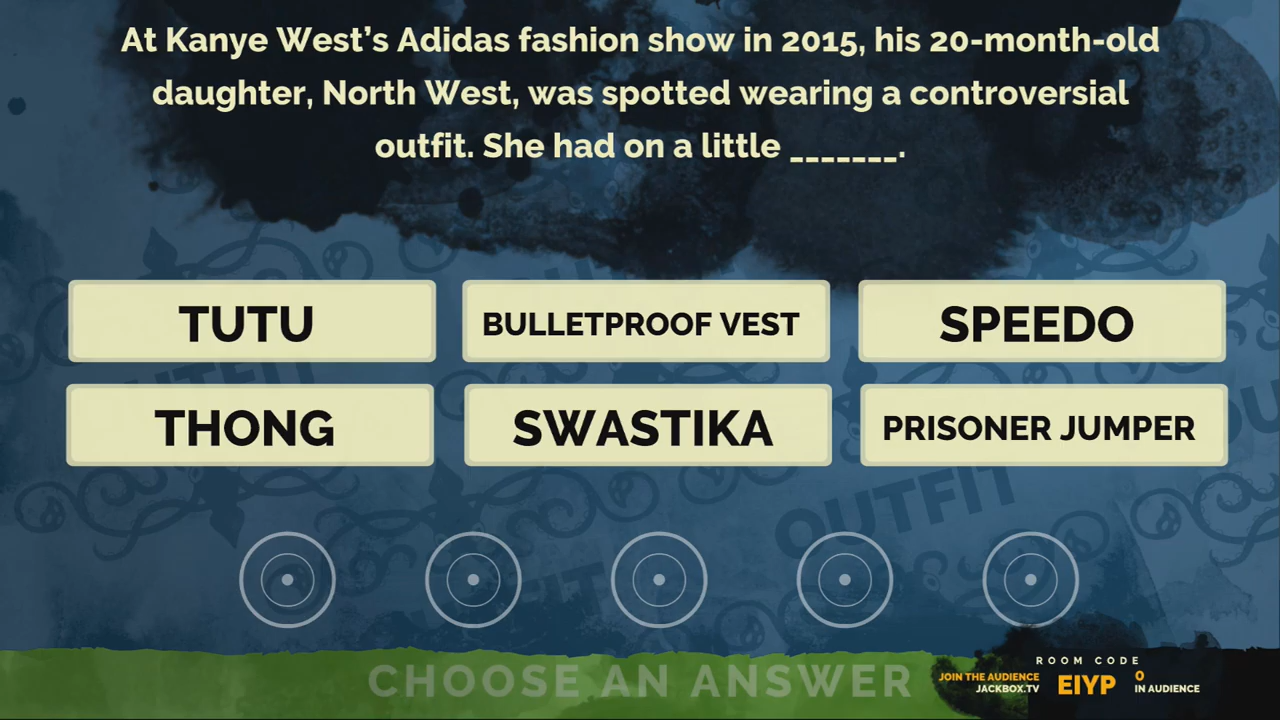 At Kanye West’s Adidas fashion show in 2015, his 20-month-old
daughter, North West, was spotted wearing a controversial
outfit. She had on a little _______.
TUTU
BULLETPROOF VEST
SPEEDO
THONG
SWASTIKA
PRISONER JUMPER
OUTFIT
CHOOSE AN ANSWER
ROOM CODE
JOIN THE AUDIENCE
JACKBOX.TV
EIYP
0
IN AUDIENCE